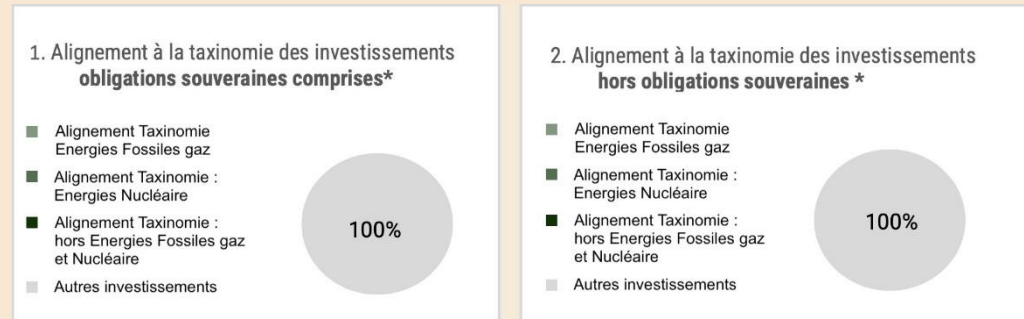 1. Alignement à la taxinomie des investissements
obligations souveraines comprises*
Alignement Taxinomie
Energies Fossiles gaz
Alignement Taxinomie :
Energies Nucléaire
Alignement Taxinomie :
hors Energies Fossiles gaz
et Nucléaire
Autres investissements
100%
2. Alignement à la taxinomie des investissements
hors obligations souveraines *
Alignement Taxinomie
Energies Fossiles gaz
Alignement Taxinomie :
Energies Nucléaire
Alignement Taxinomie :
hors Energies Fossiles gaz
et Nucléaire
Autres investissements
100%